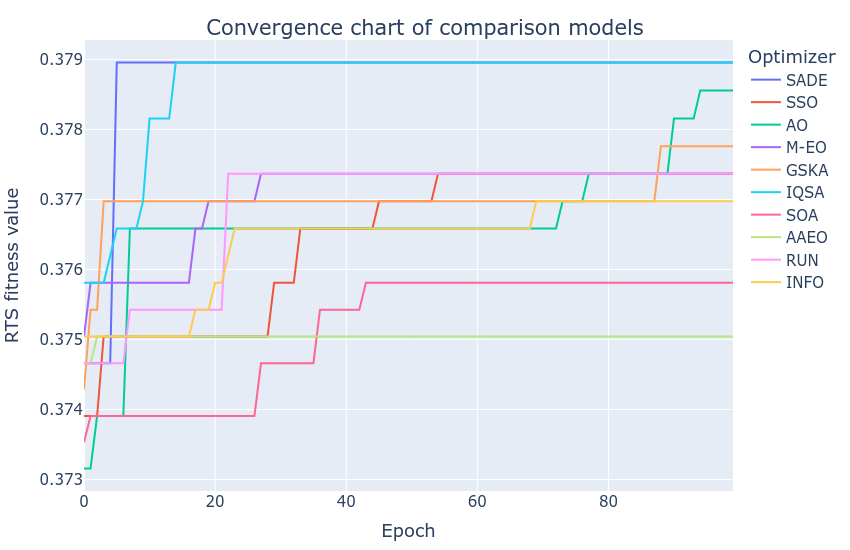 Convergence chart of comparison models
RTS fitness value
0.379
0.378
0.377
0.376
0.375
0.374
0.373
0
20
40
60
80
Epoch
Optimizer
SADE
SSO
AO
M-EO
GSKA
IQSA
SOA
AAEO
RUN
INFO